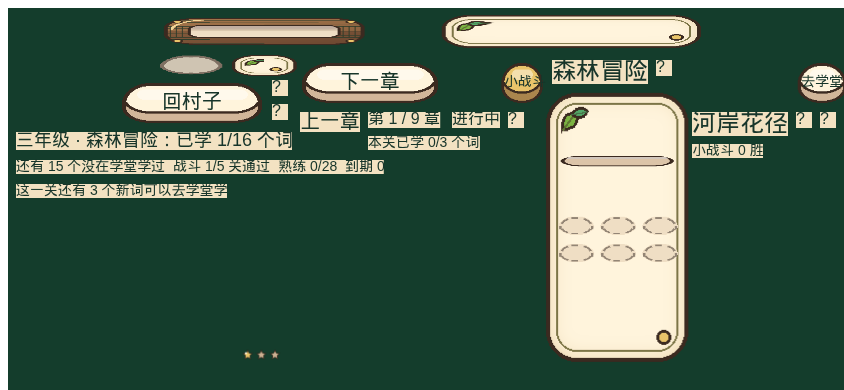 小战斗
森林冒险
?
去学堂
下一章
回村子
?
?
上一章
第 1 / 9 章 进行中 ?
河岸花径 ? ?
三年级 · 森林冒险：已学 1/16 个词
本关已学 0/3 个词
小战斗 0 胜
还有 15 个没在学堂学过 战斗 1/5 关通过 熟练 0/28 到期 0
这一关还有 3 个新词可以去学堂学